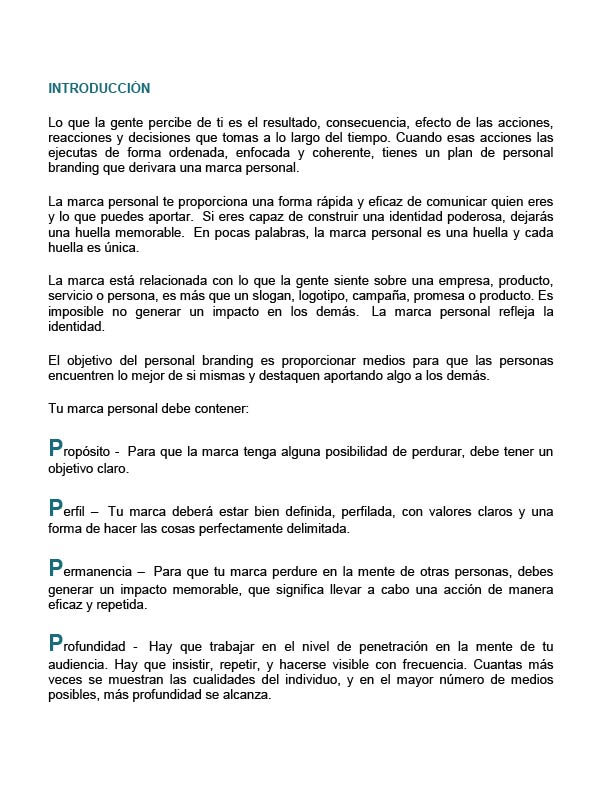 INTRODUCCIÓN
Lo que la gente percibe de ti es el resultado, consecuencia, efecto de las acciones,
reacciones y decisiones que tomas a lo largo del tiempo. Cuando esas acciones las
ejecutas de forma ordenada, enfocada y coherente, tienes un plan de personal
branding que derivara una marca personal.
La marca personal te proporciona una forma rápida y eficaz de comunicar quien eres
y lo que puedes aportar. Si eres capaz de construir una identidad poderosa, dejarás
una huella memorable. En pocas palabras, la marca personal es una huella y cada
huella es única.
La marca está relacionada con lo que la gente siente sobre una empresa, producto,
servicio o persona, es más que un slogan, logotipo, campaña, promesa o producto. Es
imposible no generar un impacto en los demás. La marca personal refleja la
identidad.
El objetivo del personal branding es proporcionar medios para que las personas
encuentren lo mejor de si mismas y destaquen aportando algo a los demás.
Tu marca personal debe contener:
Propósito - Para que la marca tenga alguna posibilidad de perdurar, debe tener un
objetivo claro.
Perfil – Tu marca deberá estar bien definida, perfilada, con valores claros y una
forma de hacer las cosas perfectamente delimitada.
Permanencia – Para que tu marca perdure en la mente de otras personas, debes
generar un impacto memorable, que significa llevar a cabo una acción de manera
eficaz y repetida.
Profundidad - Hay que trabajar en el nivel de penetración en la mente de tu
audiencia. Hay que insistir, repetir, y hacerse visible con frecuencia. Cuantas más
veces se muestran las cualidades del individuo, y en el mayor número de medios
posibles, más profundidad se alcanza.